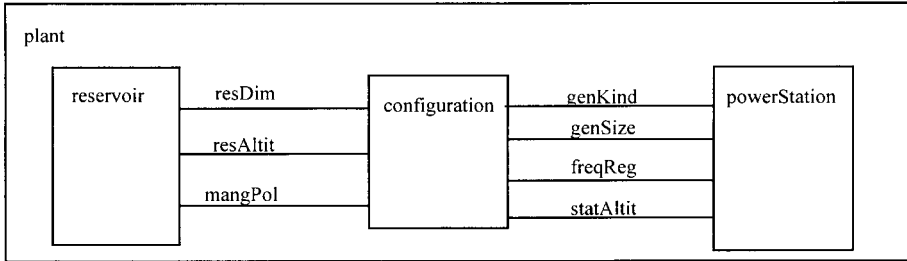 plant
reservoir
resDim
resAltit
mangPol
configuration
genKind
genSize
freqReg
statAltit
powerStation